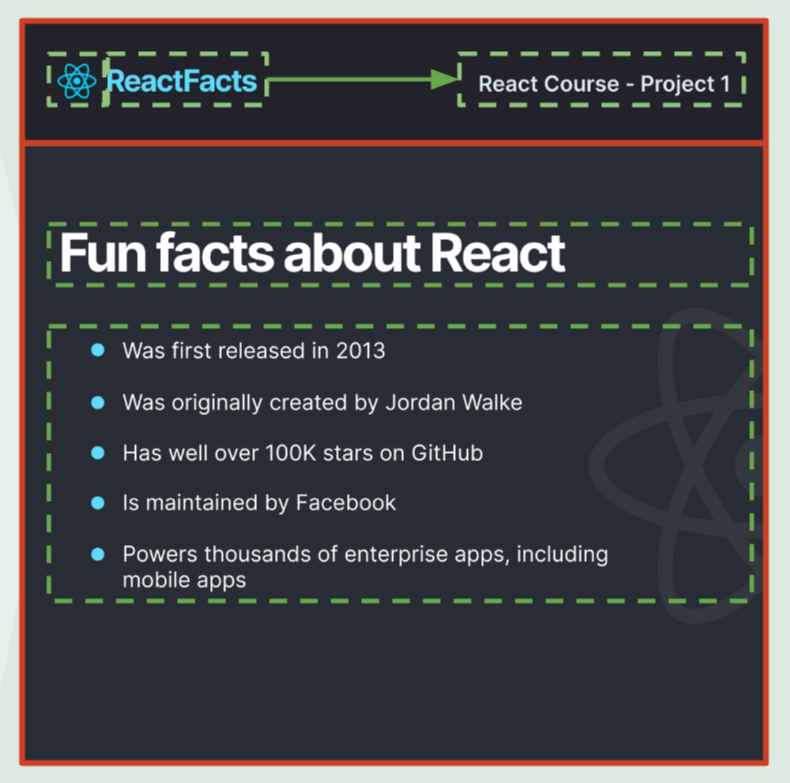 ReactFacts
React Course - Project 1
Fun facts about React
Was first released in 2013
Was originally created by Jordan Walke
Has well over 100K stars on GitHub
Is maintained by Facebook
Powers thousands of enterprise apps, including
mobile apps